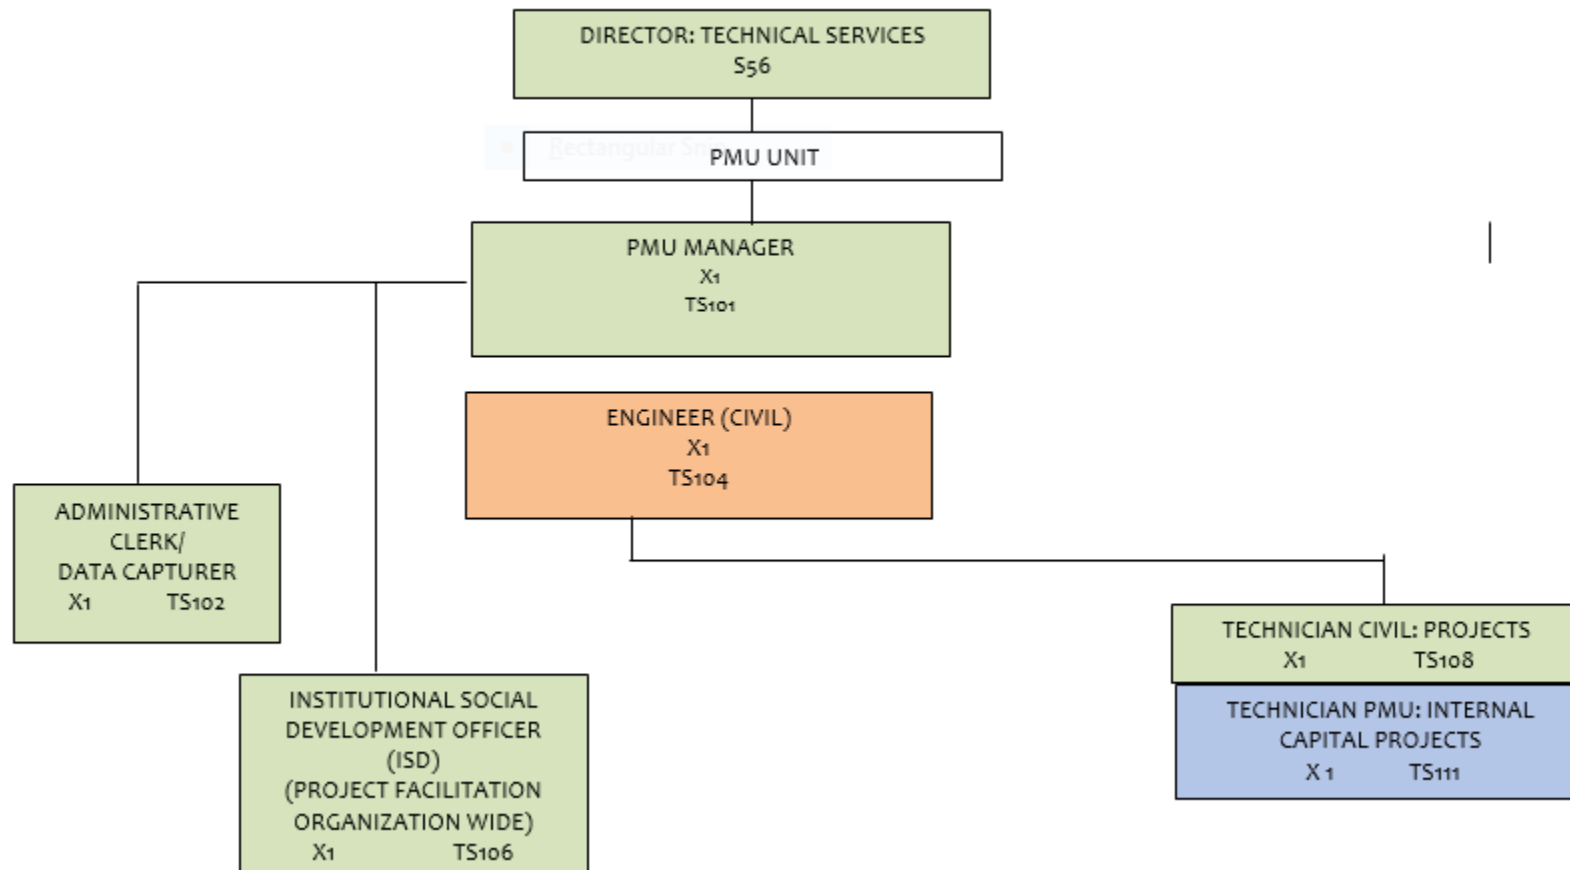 DIRECTOR: TECHNICAL SERVICES
S56
Rectangular Snip
PMU UNIT
PMU MANAGER
X1
TS101
ENGINEER (CIVIL)
X1
TS104
ADMINISTRATIVE
CLERK/
DATA CAPTURER
X1 TS102
TECHNICIAN CIVIL: PROJECTS
X1 TS108
INSTITUTIONAL SOCIAL
DEVELOPMENT OFFICER
(ISD)
(PROJECT FACILITATION
ORGANIZATION WIDE)
X1 TS106
TECHNICIAN PMU: INTERNAL
CAPITAL PROJECTS
X 1 TS111